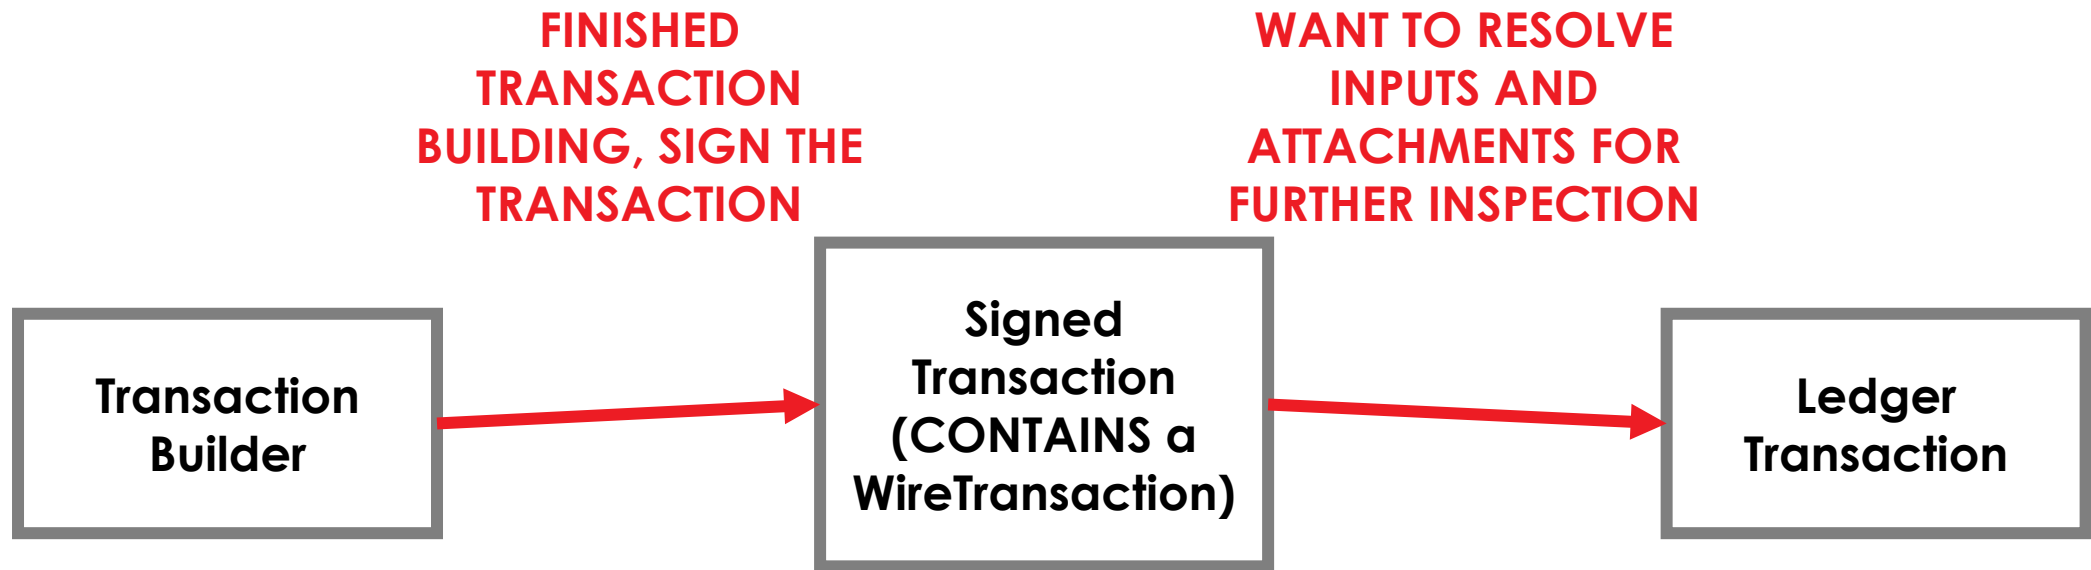 FINISHED
TRANSACTION
BUILDING, SIGN THE
TRANSACTION
WANT TO RESOLVE
INPUTS AND
ATTACHMENTS FOR
FURTHER INSPECTION
Transaction
Builder
Signed
Transaction
(CONTAINS a
WireTransaction)
Ledger
Transaction